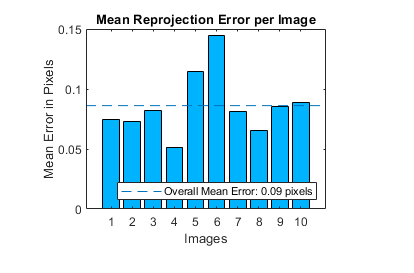 Mean Reprojection Error per Image
Mean Error in Pixels
0.15
0.1
0.05
0
Overall Mean Error: 0.09 pixels
1 2 3 4 5 6 7 8 9 10
Images